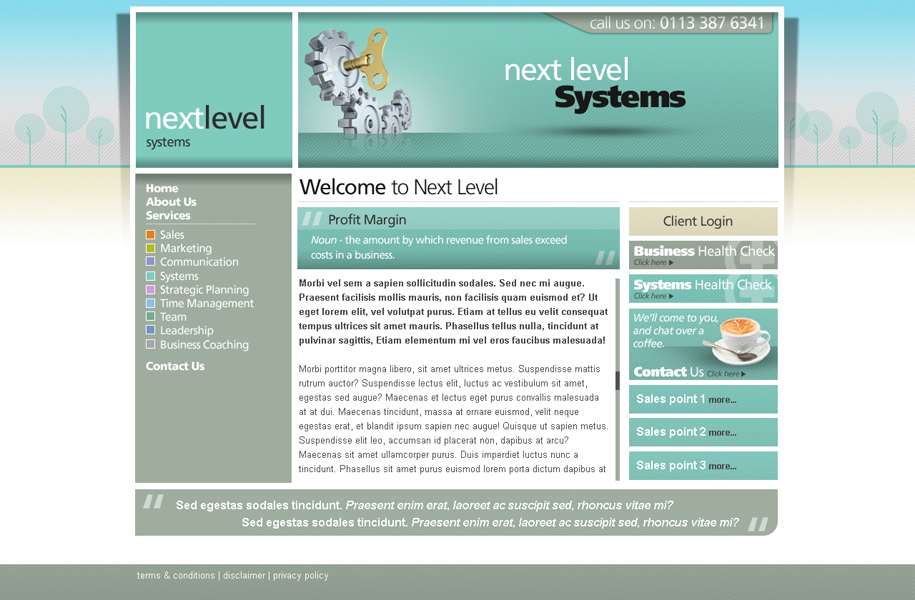 call us on: 0113 387 6341
next level
Systems
nextlevel
systems
Home
About Us
Services
Sales
Marketing
Communication
Systems
Strategic Planning
Time Management
Team
Leadership
Business Coaching
Contact Us
Welcome to Next Level
Profit Margin
Noun - the amount by which revenue from sales exceed
costs in a business.
Morbi vel sem a sapien sollicitudin sodales. Sed nec mi augue.
Praesent facilisis mollis mauris, non facilisis quam euismod et? Ut
eget lorem elit, vel volutpat purus. Etiam at tellus eu velit consequat
tempus ultrices sit amet mauris. Phasellus tellus nulla, tincidunt at
pulvinar sagittis, Etiam elementum mi vel eros faucibus malesuada!
Morbi porttitor magna libero, sit amet ultrices metus. Suspendisse mattis
rutrum auctor? Suspendisse lectus elit, luctus ac vestibulum sit amet,
egestas sed augue? Maecenas et lectus eget purus convallis malesuada
at at dui. Maecenas tincidunt, massa at ornare euismod, velit neque
egestas erat, et blandit ipsum sapien nec augue! Quisque ut sapien metus.
Suspendisse elit leo, accumsan id placerat non, dapibus at arcu?
Maecenas sit amet ullamcorper purus. Duis imperdiet luctus nunc a
tincidunt. Phasellus sit amet purus euismod lorem porta dictum dapibus at
Client Login
Business Health Check
Click here
Systems Health Check
Click here
We'll come to you,
and chat over a
coffee.
Contact Us Click here
Sales point 1 more...
Sales point 2 more...
Sales point 3 more...
Sed egestas sodales tincidunt. Praesent enim erat, laoreet ac suscipit sed, rhoncus vitae mi?
Sed egestas sodales tincidunt. Praesent enim erat, laoreet ac suscipit sed, rhoncus vitae mi?
terms & conditions | disclaimer | privacy policy